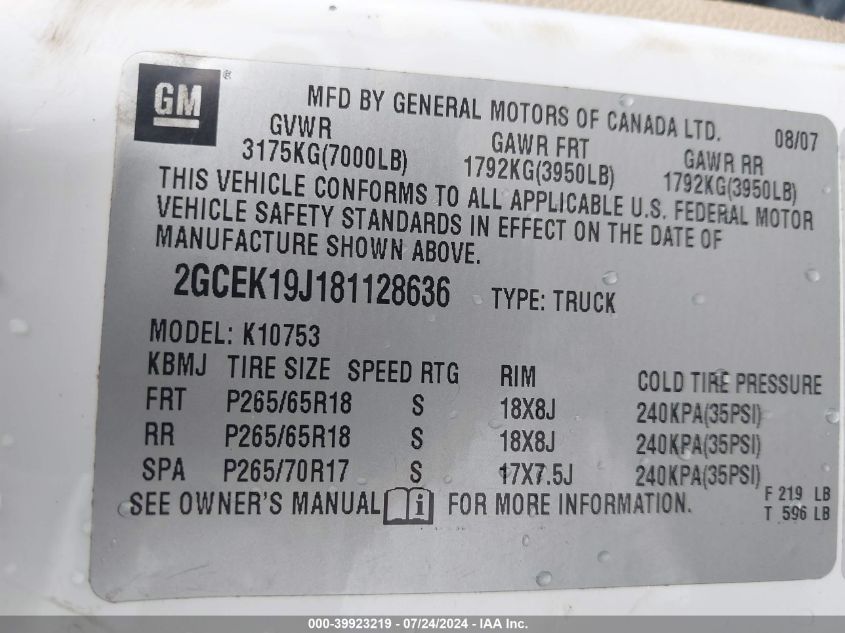 GM ®
MFD BY GENERAL MOTORS OF CANADA LTD. 08/07
GVWR GAWR FRT GAWR RR
3175KG(7000LB) 1792KG(3950LB) 1792KG(3950LB)
THIS VEHICLE CONFORMS TO ALL APPLICABLE U.S. FEDERAL MOTOR
VEHICLE SAFETY STANDARDS IN EFFECT ON THE DATE OF
MANUFACTURE SHOWN ABOVE.
2GCEK19J181128636 TYPE: TRUCK
MODEL: K10753
KBMJ TIRE SIZE SPEED RTG RIM COLD TIRE PRESSURE
FRT P265/65R18 S 18X8J 240KPA(35PSI)
RR P265/65R18 S 18X8J 240KPA(35PSI)
SPA P265/70R17 S 17X7.5J 240KPA(35PSI)
SEE OWNER'S MANUAL i FOR MORE INFORMATION.
F 219 LB
T 596 LB
000-39923219 - 07/24/2024 - IAA Inc.